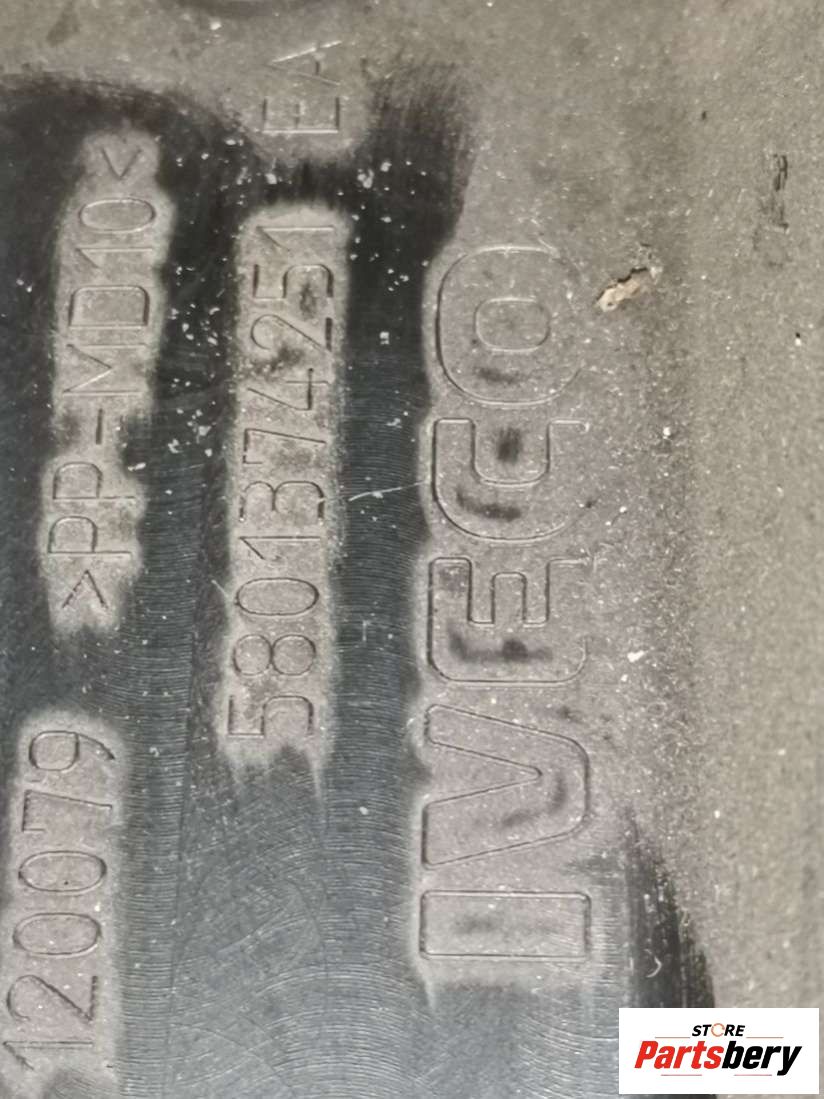 120079
>PP-MD10<
5801374251 EA
IVECO
STORE
Partsbery